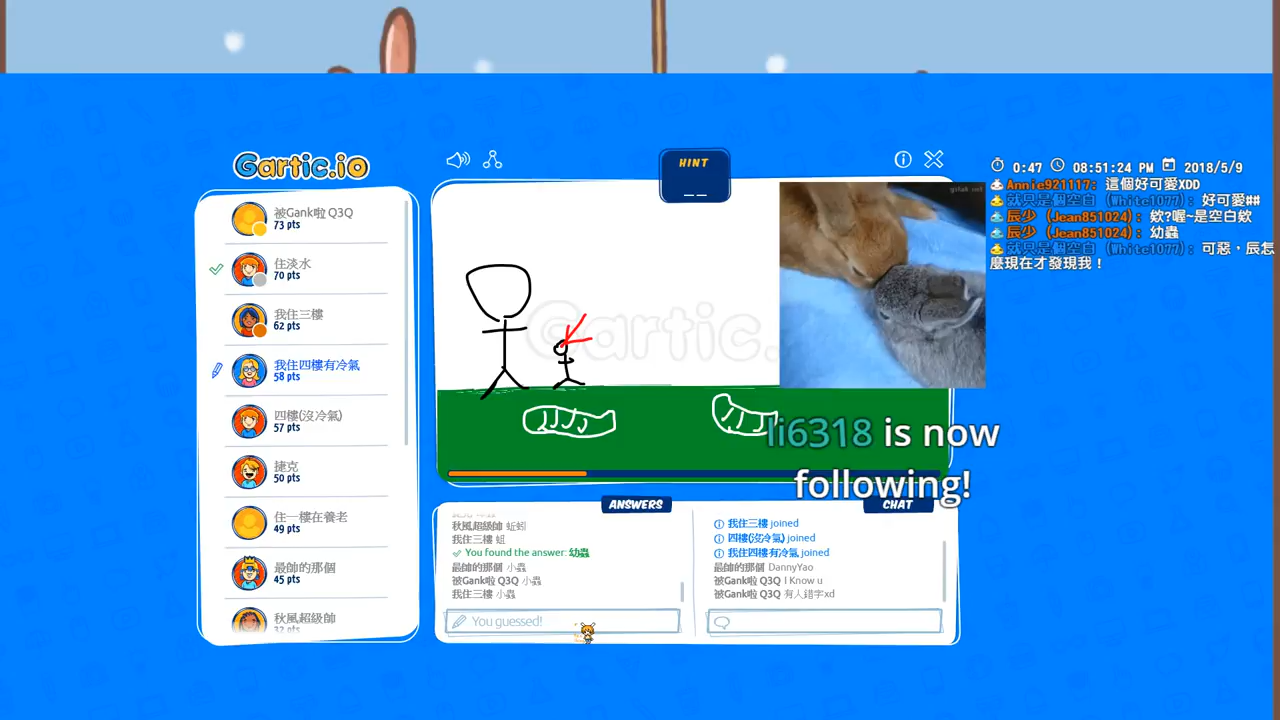 Gartic.io
HINT
_ _
被Gank啦 Q3Q
73 pts
住淡水
70 pts
我住三樓
62 pts
我住四樓有冷氣
58 pts
四樓(沒冷氣)
57 pts
捷克
50 pts
住一樓在養老
49 pts
最帥的那個
45 pts
秋風超級帥
32 pts
Gartic.
0:47 08:51:24 PM 2018/5/9
Annie921117: 這個好可愛XDD
就只是個空白 (White1077): 好可愛##
辰少 (Jean851024): 欸?喔~是空白欸
辰少 (Jean851024): 幼蟲
就只是個空白 (White1077): 可惡，辰怎
麼現在才發現我！
li6318 is now
following!
ANSWERS
秋風超級帥 蚯蚓
我住三樓 蛆
You found the answer: 幼蟲
最帥的那個 小蟲
被Gank啦 Q3Q 小蟲
我住三樓 小蟲
You guessed!
CHAT
我住三樓 joined
四樓(沒冷氣) joined
我住四樓有冷氣 joined
最帥的那個 DannyYao
被Gank啦 Q3Q I Know u
被Gank啦 Q3Q 有人錯字xd